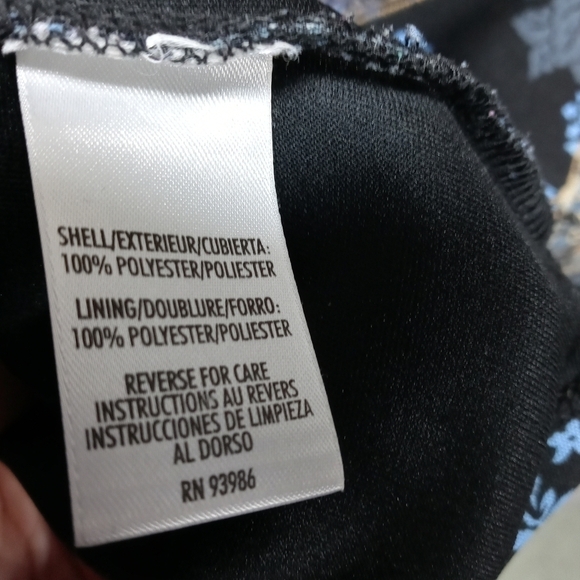 SHELL/EXTERIEUR/CUBIERTA:
100% POLYESTER/POLIESTER
LINING/DOUBLURE/FORRO:
100% POLYESTER/POLIESTER
REVERSE FOR CARE
INSTRUCTIONS AU REVERS
INSTRUCCIONES DE LIMPIEZA
AL DORSO
RN 93986